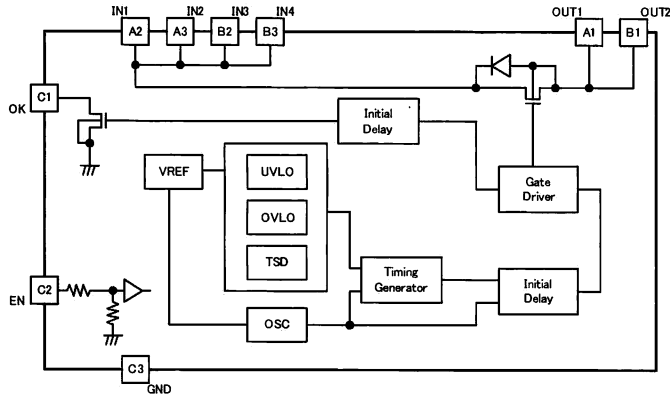 IN1 IN2 IN3 IN4 OUT1 OUT2
A2 A3 B2 B3 A1 B1
C1
OK
Initial
Delay
VREF
UVLO
OVLO
TSD
Gate
Driver
C2
EN
Timing
Generator
Initial
Delay
OSC
C3
GND